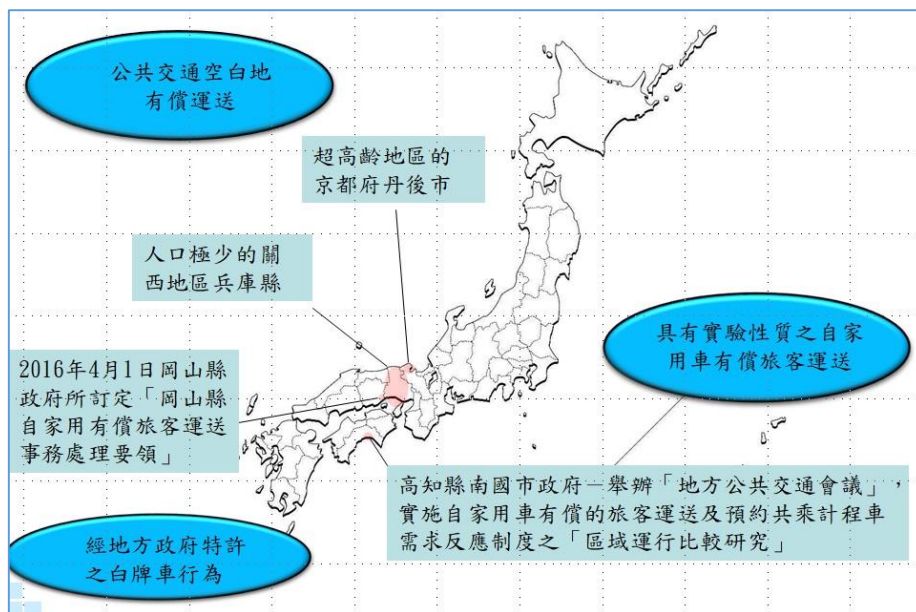 公共交通空白地
有償運送
超高齡地區的
京都府丹後市
人口極少的關
西地區兵庫縣
具有實驗性質之自家
用車有償旅客運送
2016年4月1日岡山縣
政府所訂定「岡山縣
自家用有償旅客運送
事務處理要領」
高知縣南國市政府－舉辦「地方公共交通會議」，
實施自家用車有償的旅客運送及預約共乘計程車
需求反應制度之「區域運行比較研究」
經地方政府特許
之白牌車行為